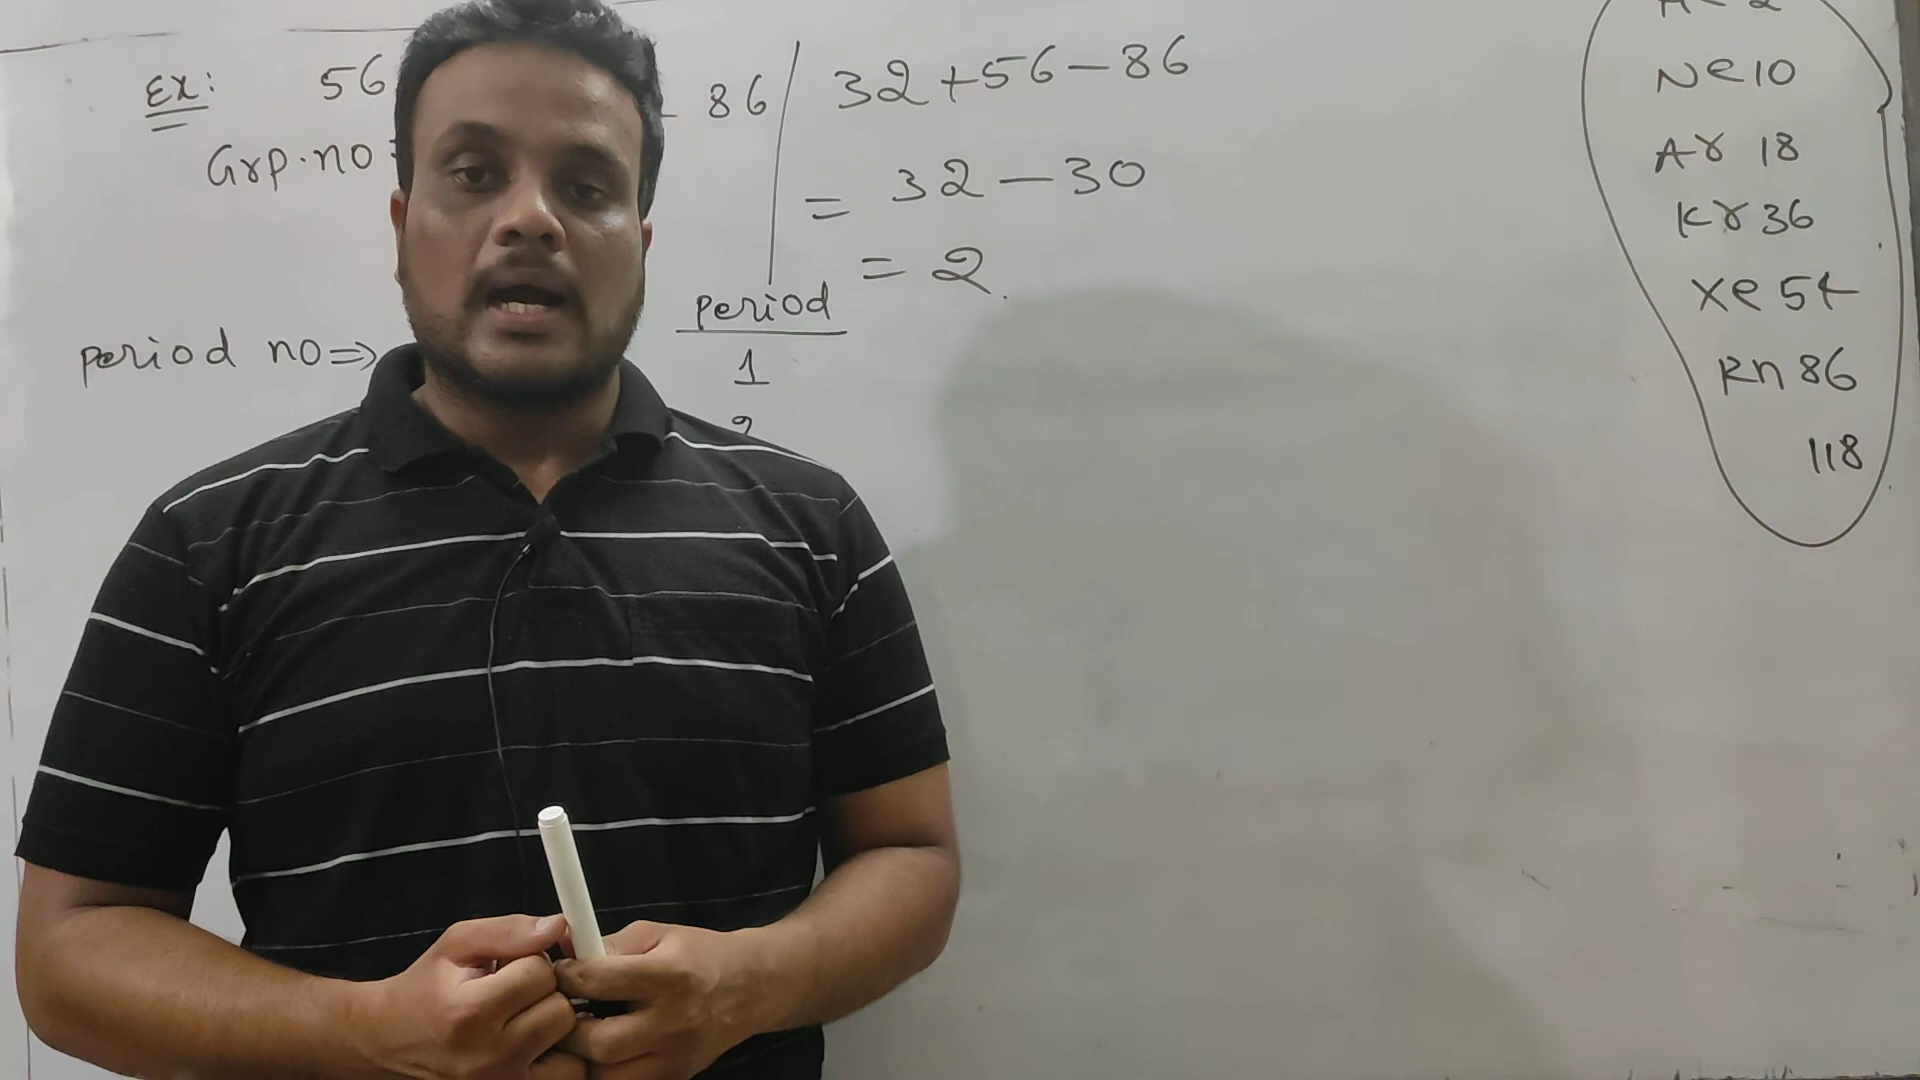 Ex: 56
86
Grp. no
32 + 56 - 86
= 32 - 30
= 2.
period no =>
period
1
2
Ne 10
Ar 18
Kr 36
Xe 54
Rn 86
118